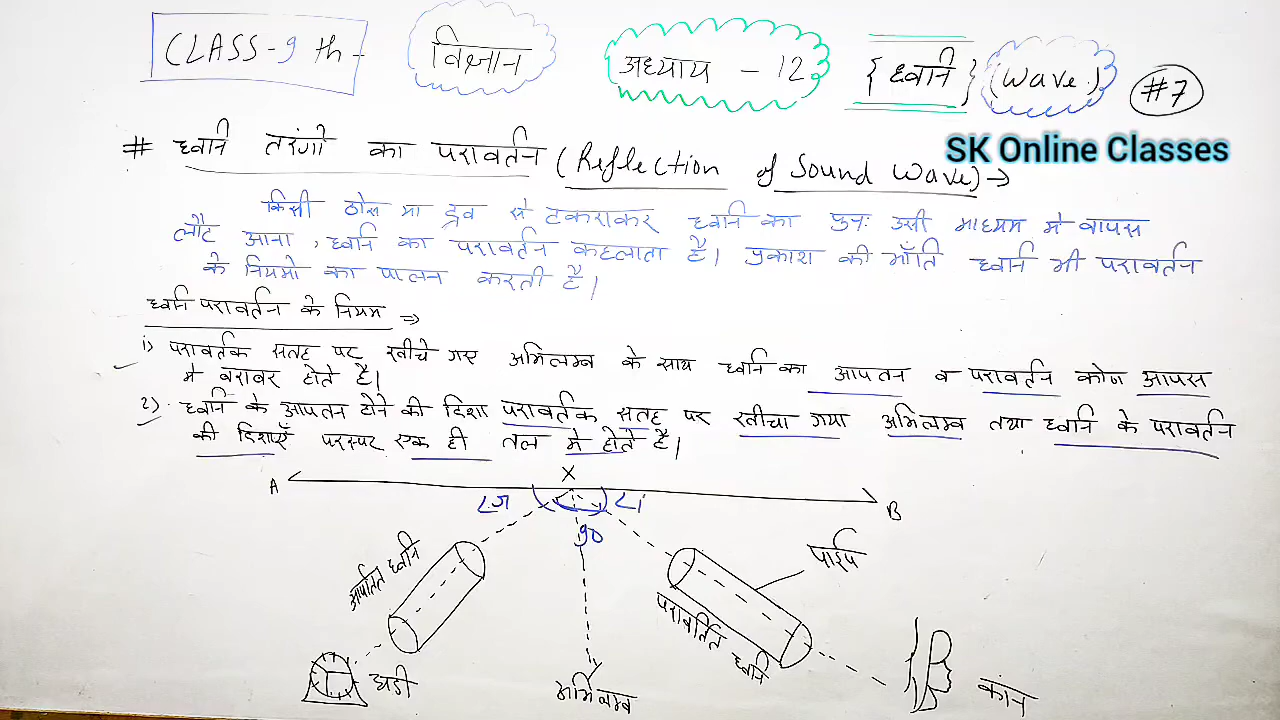 CLASS-9 th- विज्ञान अध्याय - 12 {ध्वनि} (Wave) #7
SK Online Classes
# ध्वनि तरंगो का परावर्तन (Reflection of Sound Wave)→
किसी ठोस या द्रव से टकराकर ध्वनि का पुनः उसी माध्यम मे वापस
लौट आना, ध्वनि का परावर्तन कहलाता है। प्रकाश की भाँति ध्वनि भी परावर्तन
के नियमो का पालन करती है।
ध्वनि परावर्तन के नियम ⇒
i) परावर्तक सतह पर खींचे गए अभिलम्ब के साथ ध्वनि का आपतन व परावर्तन कोण आपस
मे बराबर होते है।
2) ध्वनि के आपतन होने की दिशा परावर्तक सतह पर खींचा गया अभिलम्ब तथा ध्वनि के परावर्तन
की दिशाएँ परस्पर एक ही तल मे होते है।
X
A
B
∠r
∠i
90
आपतित ध्वनि
पाईप
परावर्तित ध्वनि
घडी
अभिलम्ब
कान